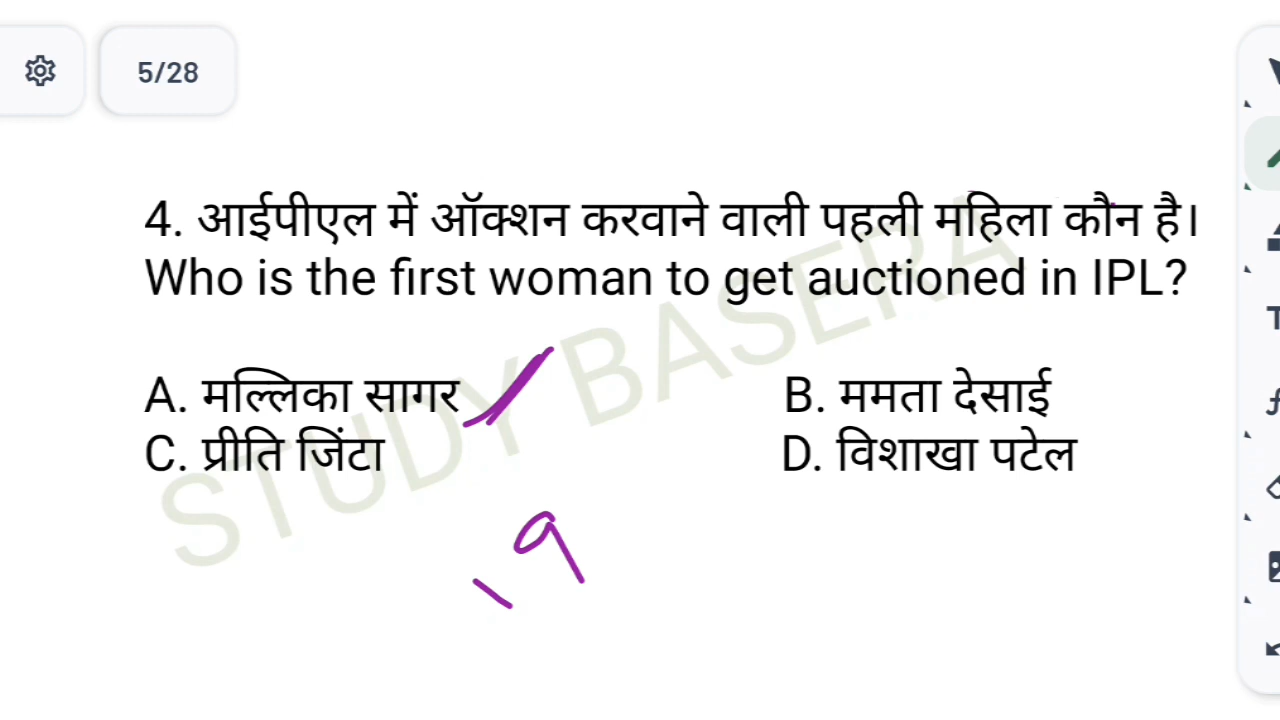 5/28
4. आईपीएल में ऑक्शन करवाने वाली पहली महिला कौन है।
Who is the first woman to get auctioned in IPL?
A. मल्लिका सागर B. ममता देसाई
C. प्रीति जिंटा D. विशाखा पटेल
STUDY BASERA
19